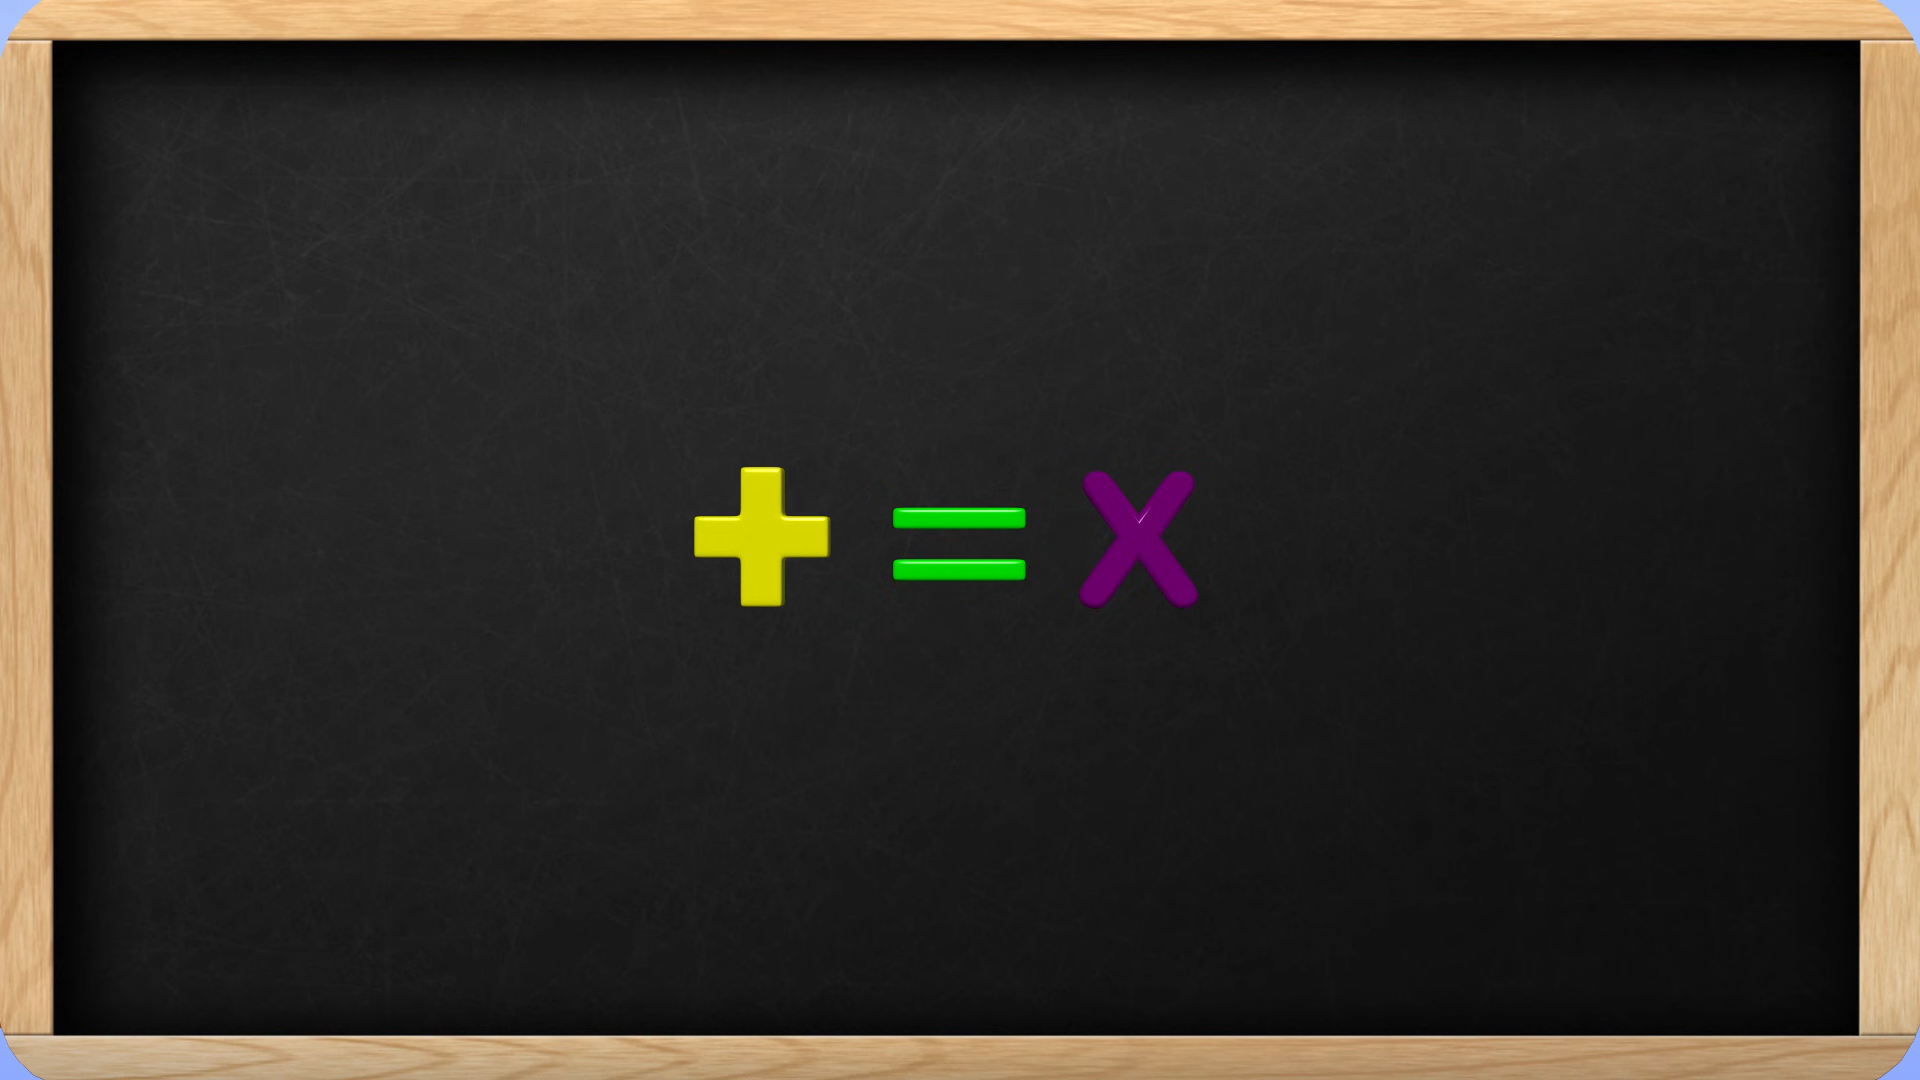 + = X